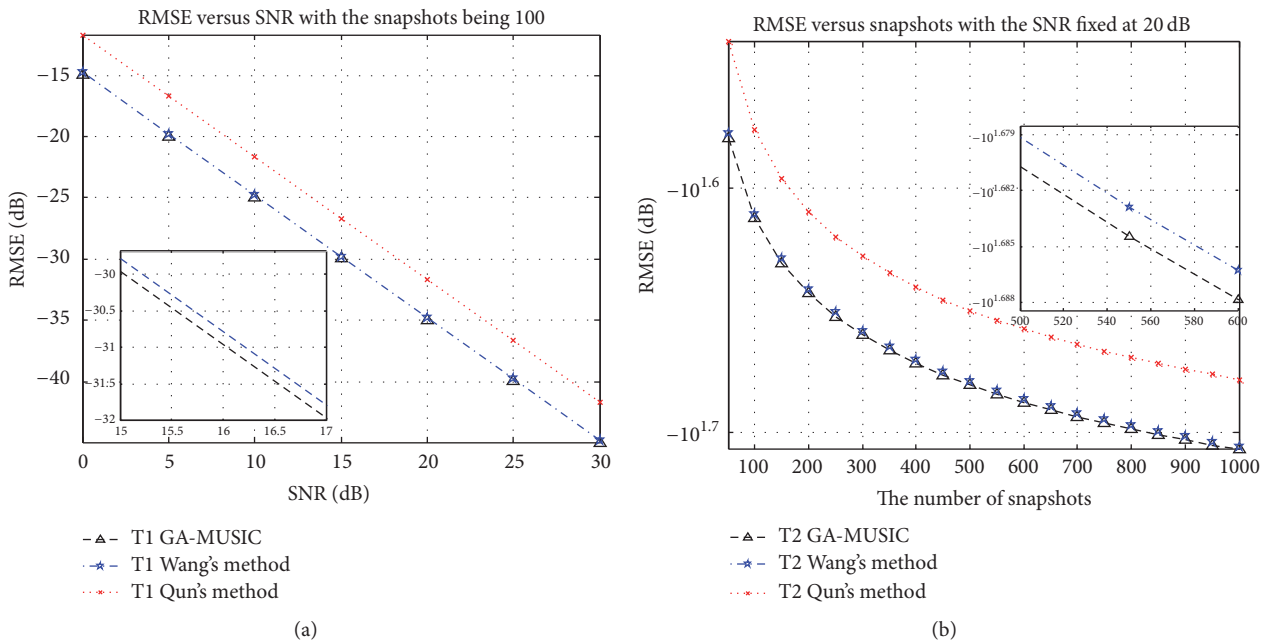 RMSE versus SNR with the snapshots being 100
RMSE (dB)
−15
−20
−25
−30
−35
−40
0 5 10 15 20 25 30
SNR (dB)
−30
−30.5
−31
−31.5
−32
15 15.5 16 16.5 17
T1 GA-MUSIC
T1 Wang's method
T1 Qun's method
(a)
RMSE versus snapshots with the SNR fixed at 20 dB
RMSE (dB)
−10^1.6
−10^1.7
100 200 300 400 500 600 700 800 900 1000
The number of snapshots
−10^1.679
−10^1.682
−10^1.685
−10^1.688
500 520 540 560 580 600
T2 GA-MUSIC
T2 Wang's method
T2 Qun's method
(b)